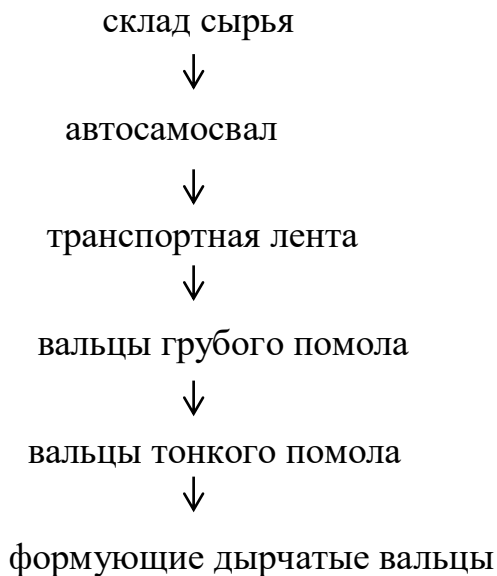 склад сырья
автосамосвал
транспортная лента
вальцы грубого помола
вальцы тонкого помола
формующие дырчатые вальцы